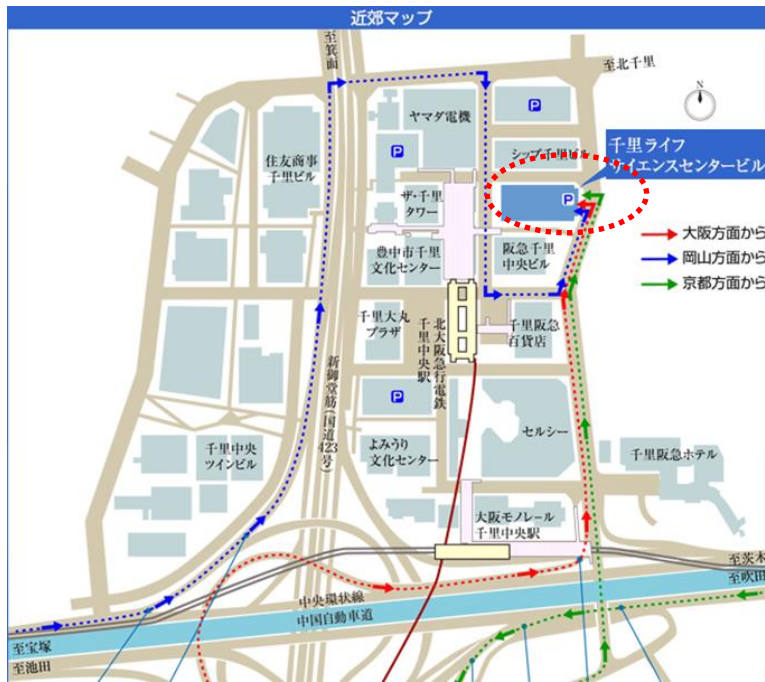 近郊マップ
至箕面
至北千里
N
ヤマダ電機
P
P
住友商事
千里ビル
シップ千里ビル
千里ライフ
サイエンスセンタービル
P
ザ・千里
タワー
大阪方面から
岡山方面から
京都方面から
豊中市千里
文化センター
阪急千里
中央ビル
千里大丸
プラザ
北大阪急行電鉄
千里中央駅
千里阪急
百貨店
新御堂筋(国道423号)
P
セルシー
千里中央
ツインビル
よみうり
文化センター
千里阪急ホテル
大阪モノレール
千里中央駅
至茨木
至吹田
中央環状線
中国自動車道
至宝塚
至池田